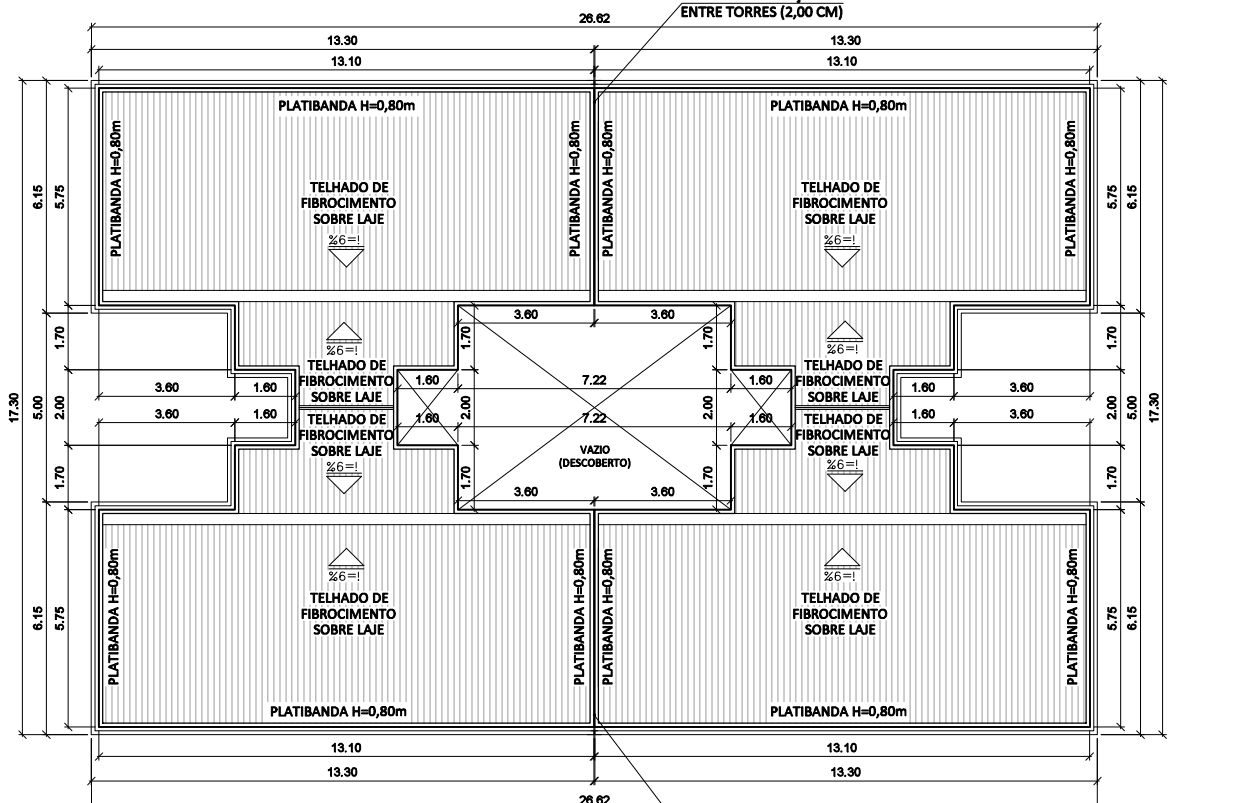 ENTRE TORRES (2,00 CM)
26.62
13.30 13.30
13.10 13.10
PLATIBANDA H=0,80m PLATIBANDA H=0,80m
PLATIBANDA H=0,80m PLATIBANDA H=0,80m PLATIBANDA H=0,80m PLATIBANDA H=0,80m
6.15 5.75 5.75 6.15
TELHADO DE TELHADO DE
FIBROCIMENTO FIBROCIMENTO
SOBRE LAJE SOBRE LAJE
%6=! %6=!
3.60 3.60
1.70 1.70 1.70 1.70
%6=! %6=!
TELHADO DE TELHADO DE
FIBROCIMENTO FIBROCIMENTO
SOBRE LAJE SOBRE LAJE
3.60 1.60 1.60 7.22 1.60 1.60 3.60
17.30 5.00 2.00 2.00 2.00 2.00 5.00 17.30
3.60 1.60 1.60 7.22 1.60 1.60 3.60
TELHADO DE TELHADO DE
FIBROCIMENTO FIBROCIMENTO
SOBRE LAJE SOBRE LAJE
%6=! %6=!
VAZIO
(DESCOBERTO)
1.70 1.70 1.70 1.70
3.60 3.60
%6=! %6=!
TELHADO DE TELHADO DE
FIBROCIMENTO FIBROCIMENTO
SOBRE LAJE SOBRE LAJE
6.15 5.75 5.75 6.15
PLATIBANDA H=0,80m PLATIBANDA H=0,80m PLATIBANDA H=0,80m PLATIBANDA H=0,80m
PLATIBANDA H=0,80m PLATIBANDA H=0,80m
13.10 13.10
13.30 13.30
26.62